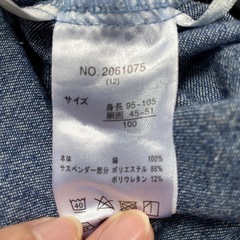 NO. 2061075
(12)
サイズ
身長 95-105
胴囲 45-51
100
本体 綿 100%
サスペンダー部分 ポリエステル 88%
ポリウレタン 12%
40